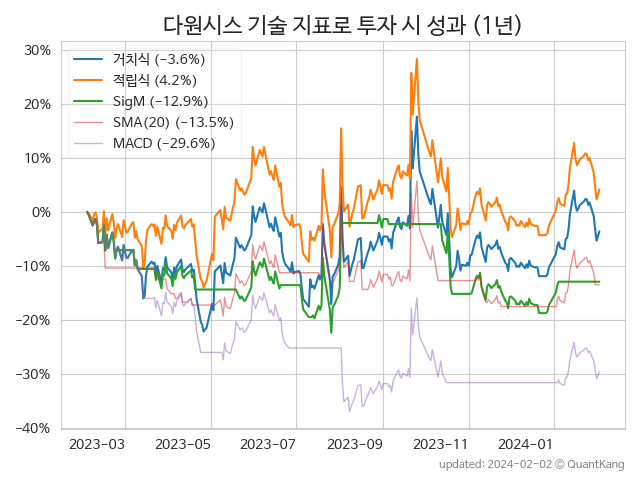 다원시스 기술 지표로 투자 시 성과 (1년)
30%
20%
10%
0%
−10%
−20%
−30%
−40%
거치식 (−3.6%)
적립식 (4.2%)
SigM (−12.9%)
SMA(20) (−13.5%)
MACD (−29.6%)
2023-03 2023-05 2023-07 2023-09 2023-11 2024-01
updated: 2024-02-02 © QuantKang